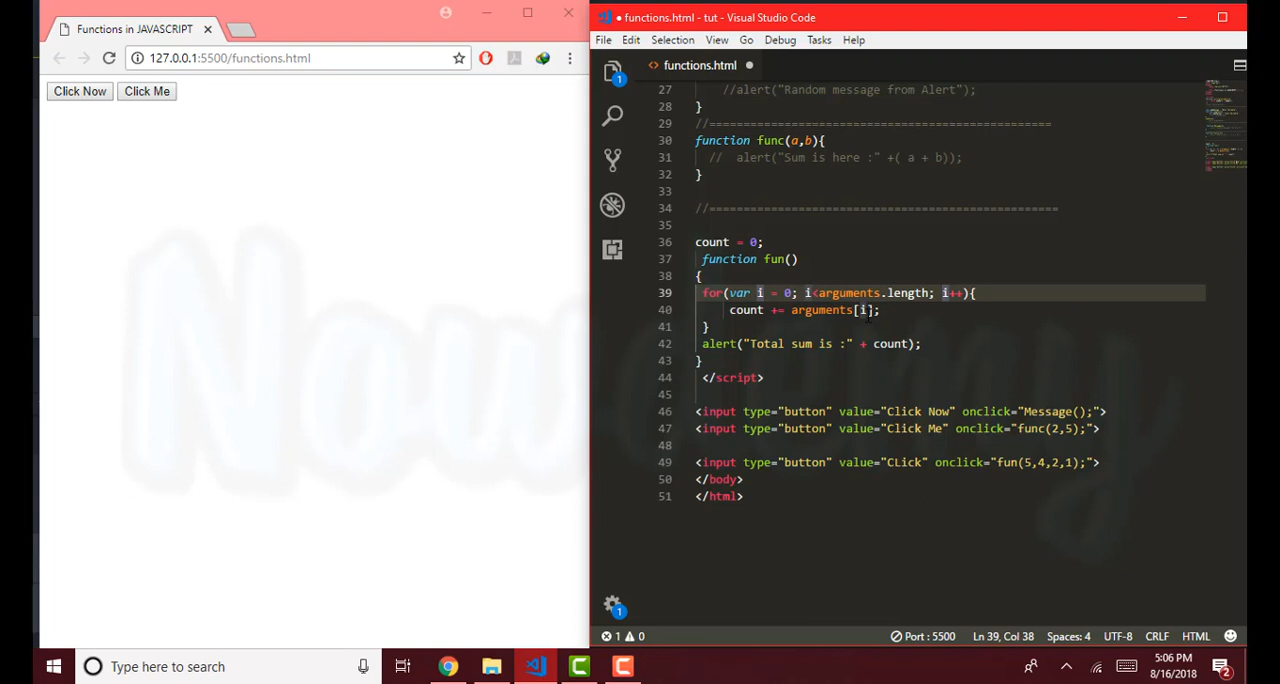 Functions in JAVASCRIPT
127.0.0.1:5500/functions.html
Click Now Click Me
functions.html - tut - Visual Studio Code
File Edit Selection View Go Debug Tasks Help
1 <> functions.html
27 //alert("Random message from Alert");
28 }
29 //=================================================
30 function func(a,b){
31 // alert("Sum is here :" +( a + b));
32 }
33
34 //==================================================
35
36 count = 0;
37 function fun()
38 {
39 for(var i = 0; i<arguments.length; i++){
40 count += arguments[i];
41 }
42 alert("Total sum is :" + count);
43 }
44 </script>
45
46 <input type="button" value="Click Now" onclick="Message();">
47 <input type="button" value="Click Me" onclick="func(2,5);">
48
49 <input type="button" value="CLick" onclick="fun(5,4,2,1);">
50 </body>
51 </html>
Nowdemy
1
1 0 Port : 5500 Ln 39, Col 38 Spaces: 4 UTF-8 CRLF HTML
Type here to search
5:06 PM
8/16/2018
2